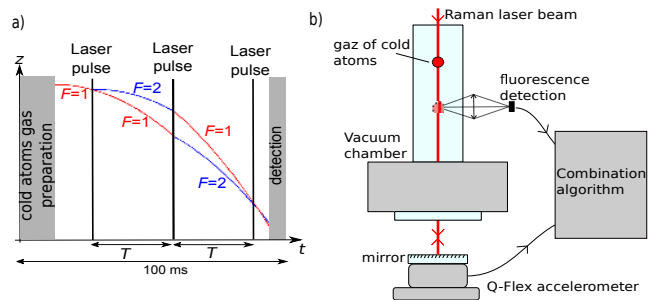 a)
z
Laser
pulse
Laser
pulse
Laser
pulse
cold atoms gas
preparation
F=1
F=2
F=1
F=1
F=2
detection
T
T
t
100 ms
b)
Raman laser beam
gaz of cold
atoms
fluorescence
detection
Vacuum
chamber
Combination
algorithm
mirror
Q-Flex accelerometer